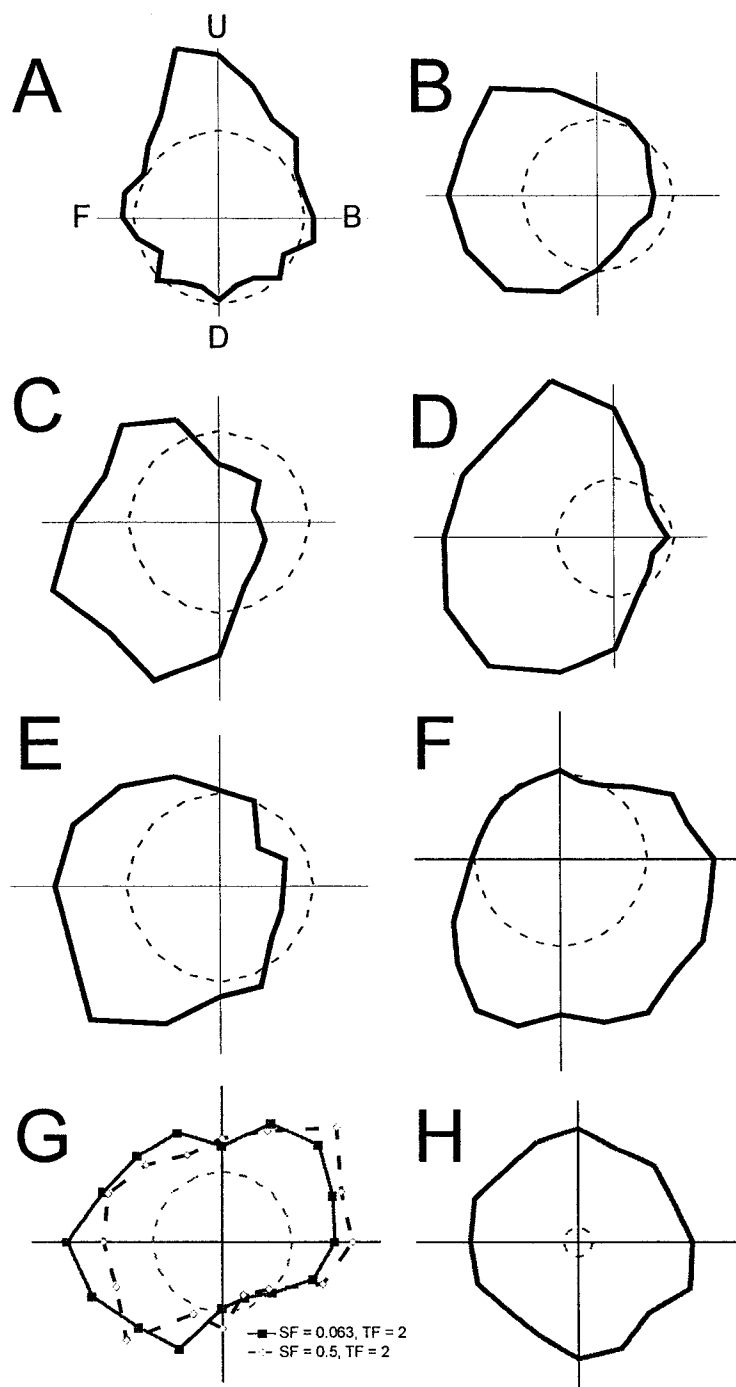 U
A
B
F
B
D
C
D
E
F
G
H
SF = 0.063, TF = 2
SF = 0.5, TF = 2